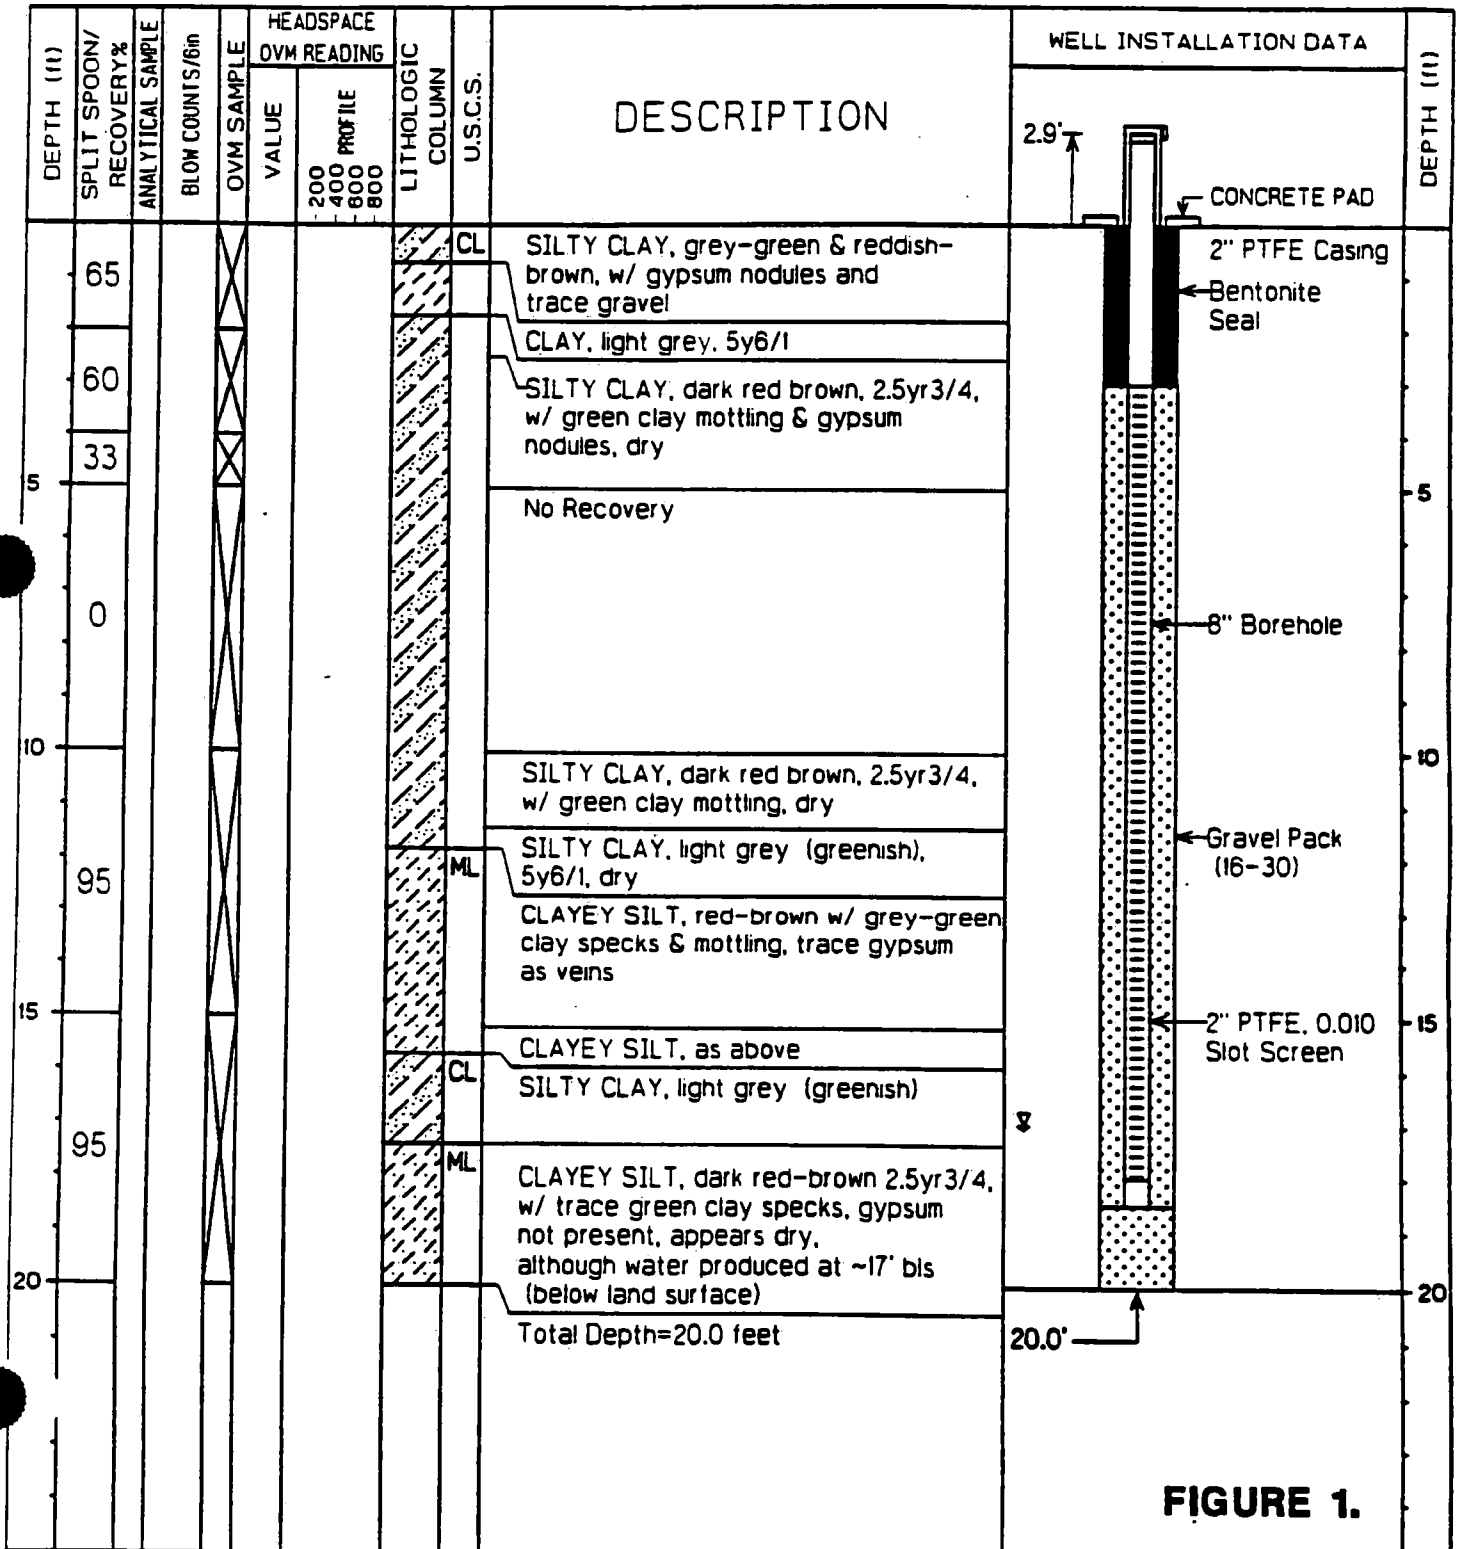 DEPTH (ft)
SPLIT SPOON/
RECOVERY%
ANALYTICAL SAMPLE
BLOW COUNTS/6in
OVM SAMPLE
HEADSPACE
OVM READING
VALUE
PROFILE
200
400
600
800
LITHOLOGIC
COLUMN
U.S.C.S.
DESCRIPTION
WELL INSTALLATION DATA
DEPTH (ft)
2.9'
CONCRETE PAD
65
CL
SILTY CLAY, grey-green & reddish-
brown, w/ gypsum nodules and
trace gravel
2" PTFE Casing
Bentonite
Seal
CLAY, light grey, 5y6/1
60
SILTY CLAY, dark red brown, 2.5yr3/4,
w/ green clay mottling & gypsum
nodules, dry
33
5
5
No Recovery
0
8" Borehole
10
10
SILTY CLAY, dark red brown, 2.5yr3/4,
w/ green clay mottling, dry
SILTY CLAY, light grey (greenish),
5y6/1, dry
Gravel Pack
(16-30)
95
ML
CLAYEY SILT, red-brown w/ grey-green
clay specks & mottling, trace gypsum
as veins
15
15
2" PTFE, 0.010
Slot Screen
CLAYEY SILT, as above
CL
SILTY CLAY, light grey (greenish)
95
ML
CLAYEY SILT, dark red-brown 2.5yr3/4,
w/ trace green clay specks, gypsum
not present, appears dry,
although water produced at ~17' bls
(below land surface)
20
20
Total Depth=20.0 feet
20.0'
FIGURE 1.